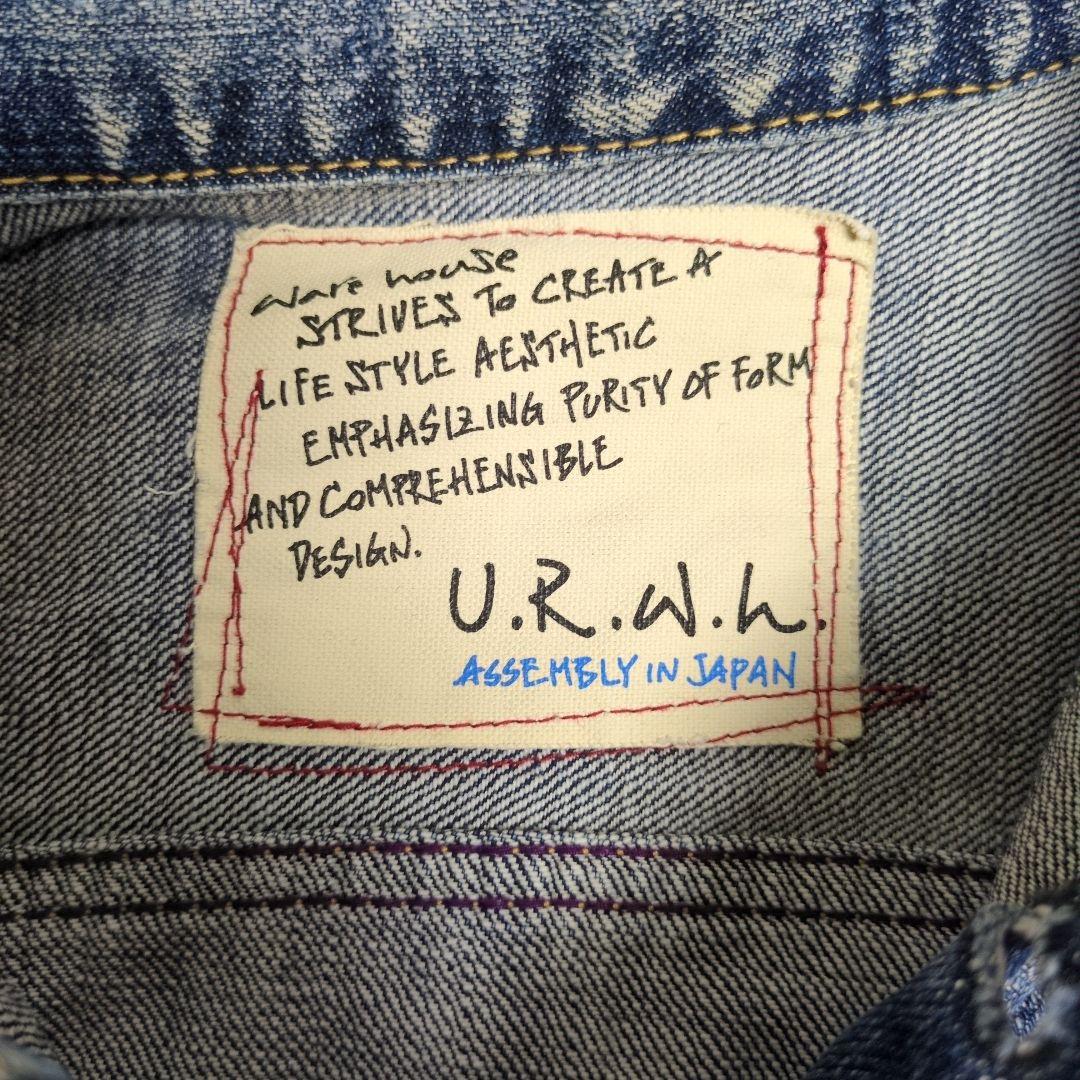 ware house
STRIVES To CREATE A
LIFE STYLE AESTHETIC
EMPHASIZING PURITY OF FORM
AND COMPREHENSIBLE
DESIGN.
U.R.W.h.
ASSEMBLY IN JAPAN